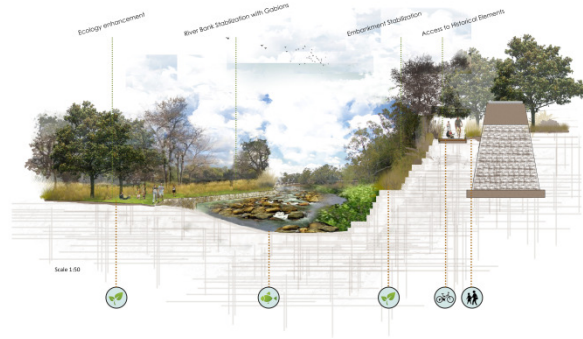 Ecology enhancement
River Bank Stabilization with Gabions
Embankment Stabilization
Access to Historical Elements
Scale 1:50